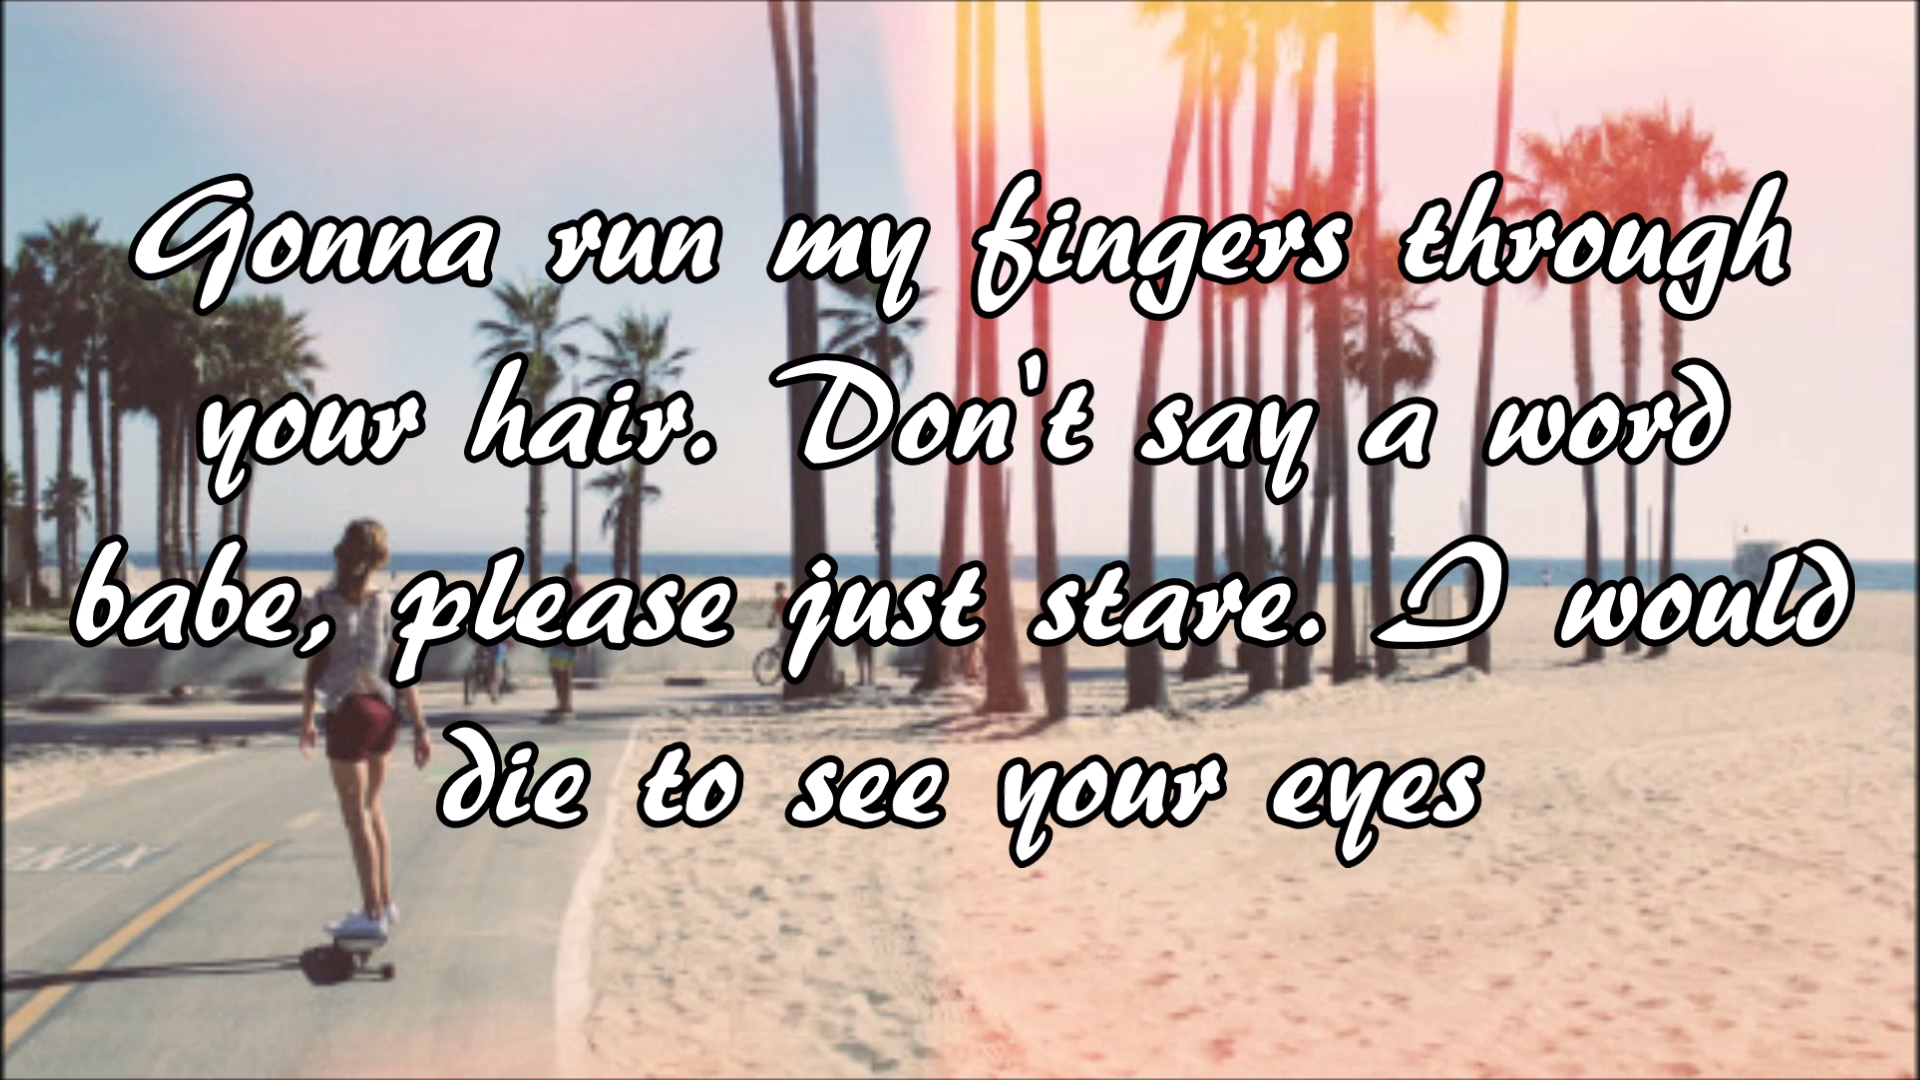 Gonna run my fingers through
your hair. Don't say a word
babe, please just stare. I would
die to see your eyes